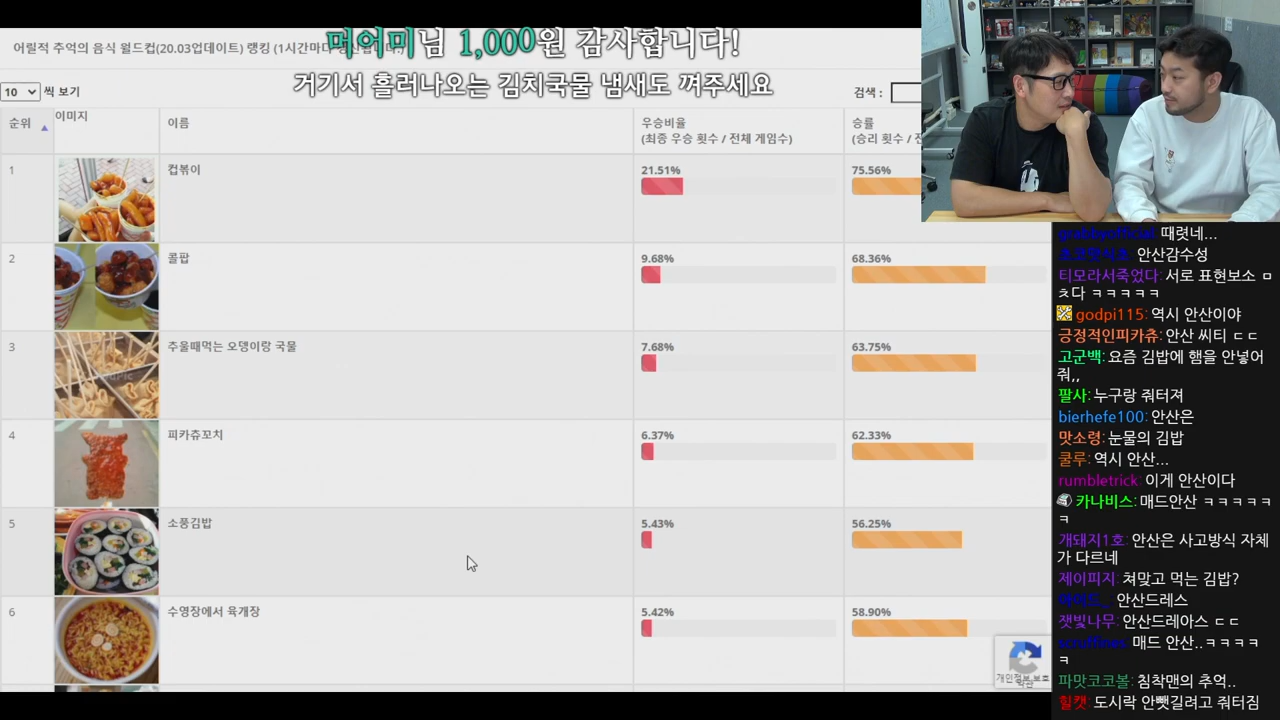 어릴적 추억의 음식 월드컵(20.03업데이트) 랭킹 (1시간마다
머어미님 1,000원 감사합니다!
거기서 흘러나오는 김치국물 냄새도 껴주세요
10 씩 보기
검색 :
순위 이미지 이름 우승비율 승률
(최종 우승 횟수 / 전체 게임수) (승리 횟수 / 전
1 컵볶이 21.51% 75.56%
2 콜팝 9.68% 68.36%
3 추울때먹는 오뎅이랑 국물 7.68% 63.75%
4 피카츄꼬치 6.37% 62.33%
5 소풍김밥 5.43% 56.25%
6 수영장에서 육개장 5.42% 58.90%
개인정보 보호
grabbyofficial: 때렷네...
안산감수성
티모라서죽었다: 서로 표현보소 ㅁ
ㅊ다 ㅋㅋㅋㅋㅋ
godpi115: 역시 안산이야
긍정적인피카츄: 안산 씨티 ㄷㄷ
고군백: 요즘 김밥에 햄을 안넣어
줘,,
팔사: 누구랑 줘터져
bierhefe100: 안산은
맛소령: 눈물의 김밥
쿨루: 역시 안산...
rumbletrick: 이게 안산이다
카나비스: 매드안산 ㅋㅋㅋㅋㅋ
ㅋ
개돼지1호: 안산은 사고방식 자체
가 다르네
제이피지: 쳐맞고 먹는 김밥?
안산드레스
잿빛나무: 안산드레아스 ㄷㄷ
scruffines: 매드 안산..ㅋㅋㅋㅋ
ㅋ
파맛코코볼: 침착맨의 추억..
힐캣: 도시락 안뺏길려고 줘터짐